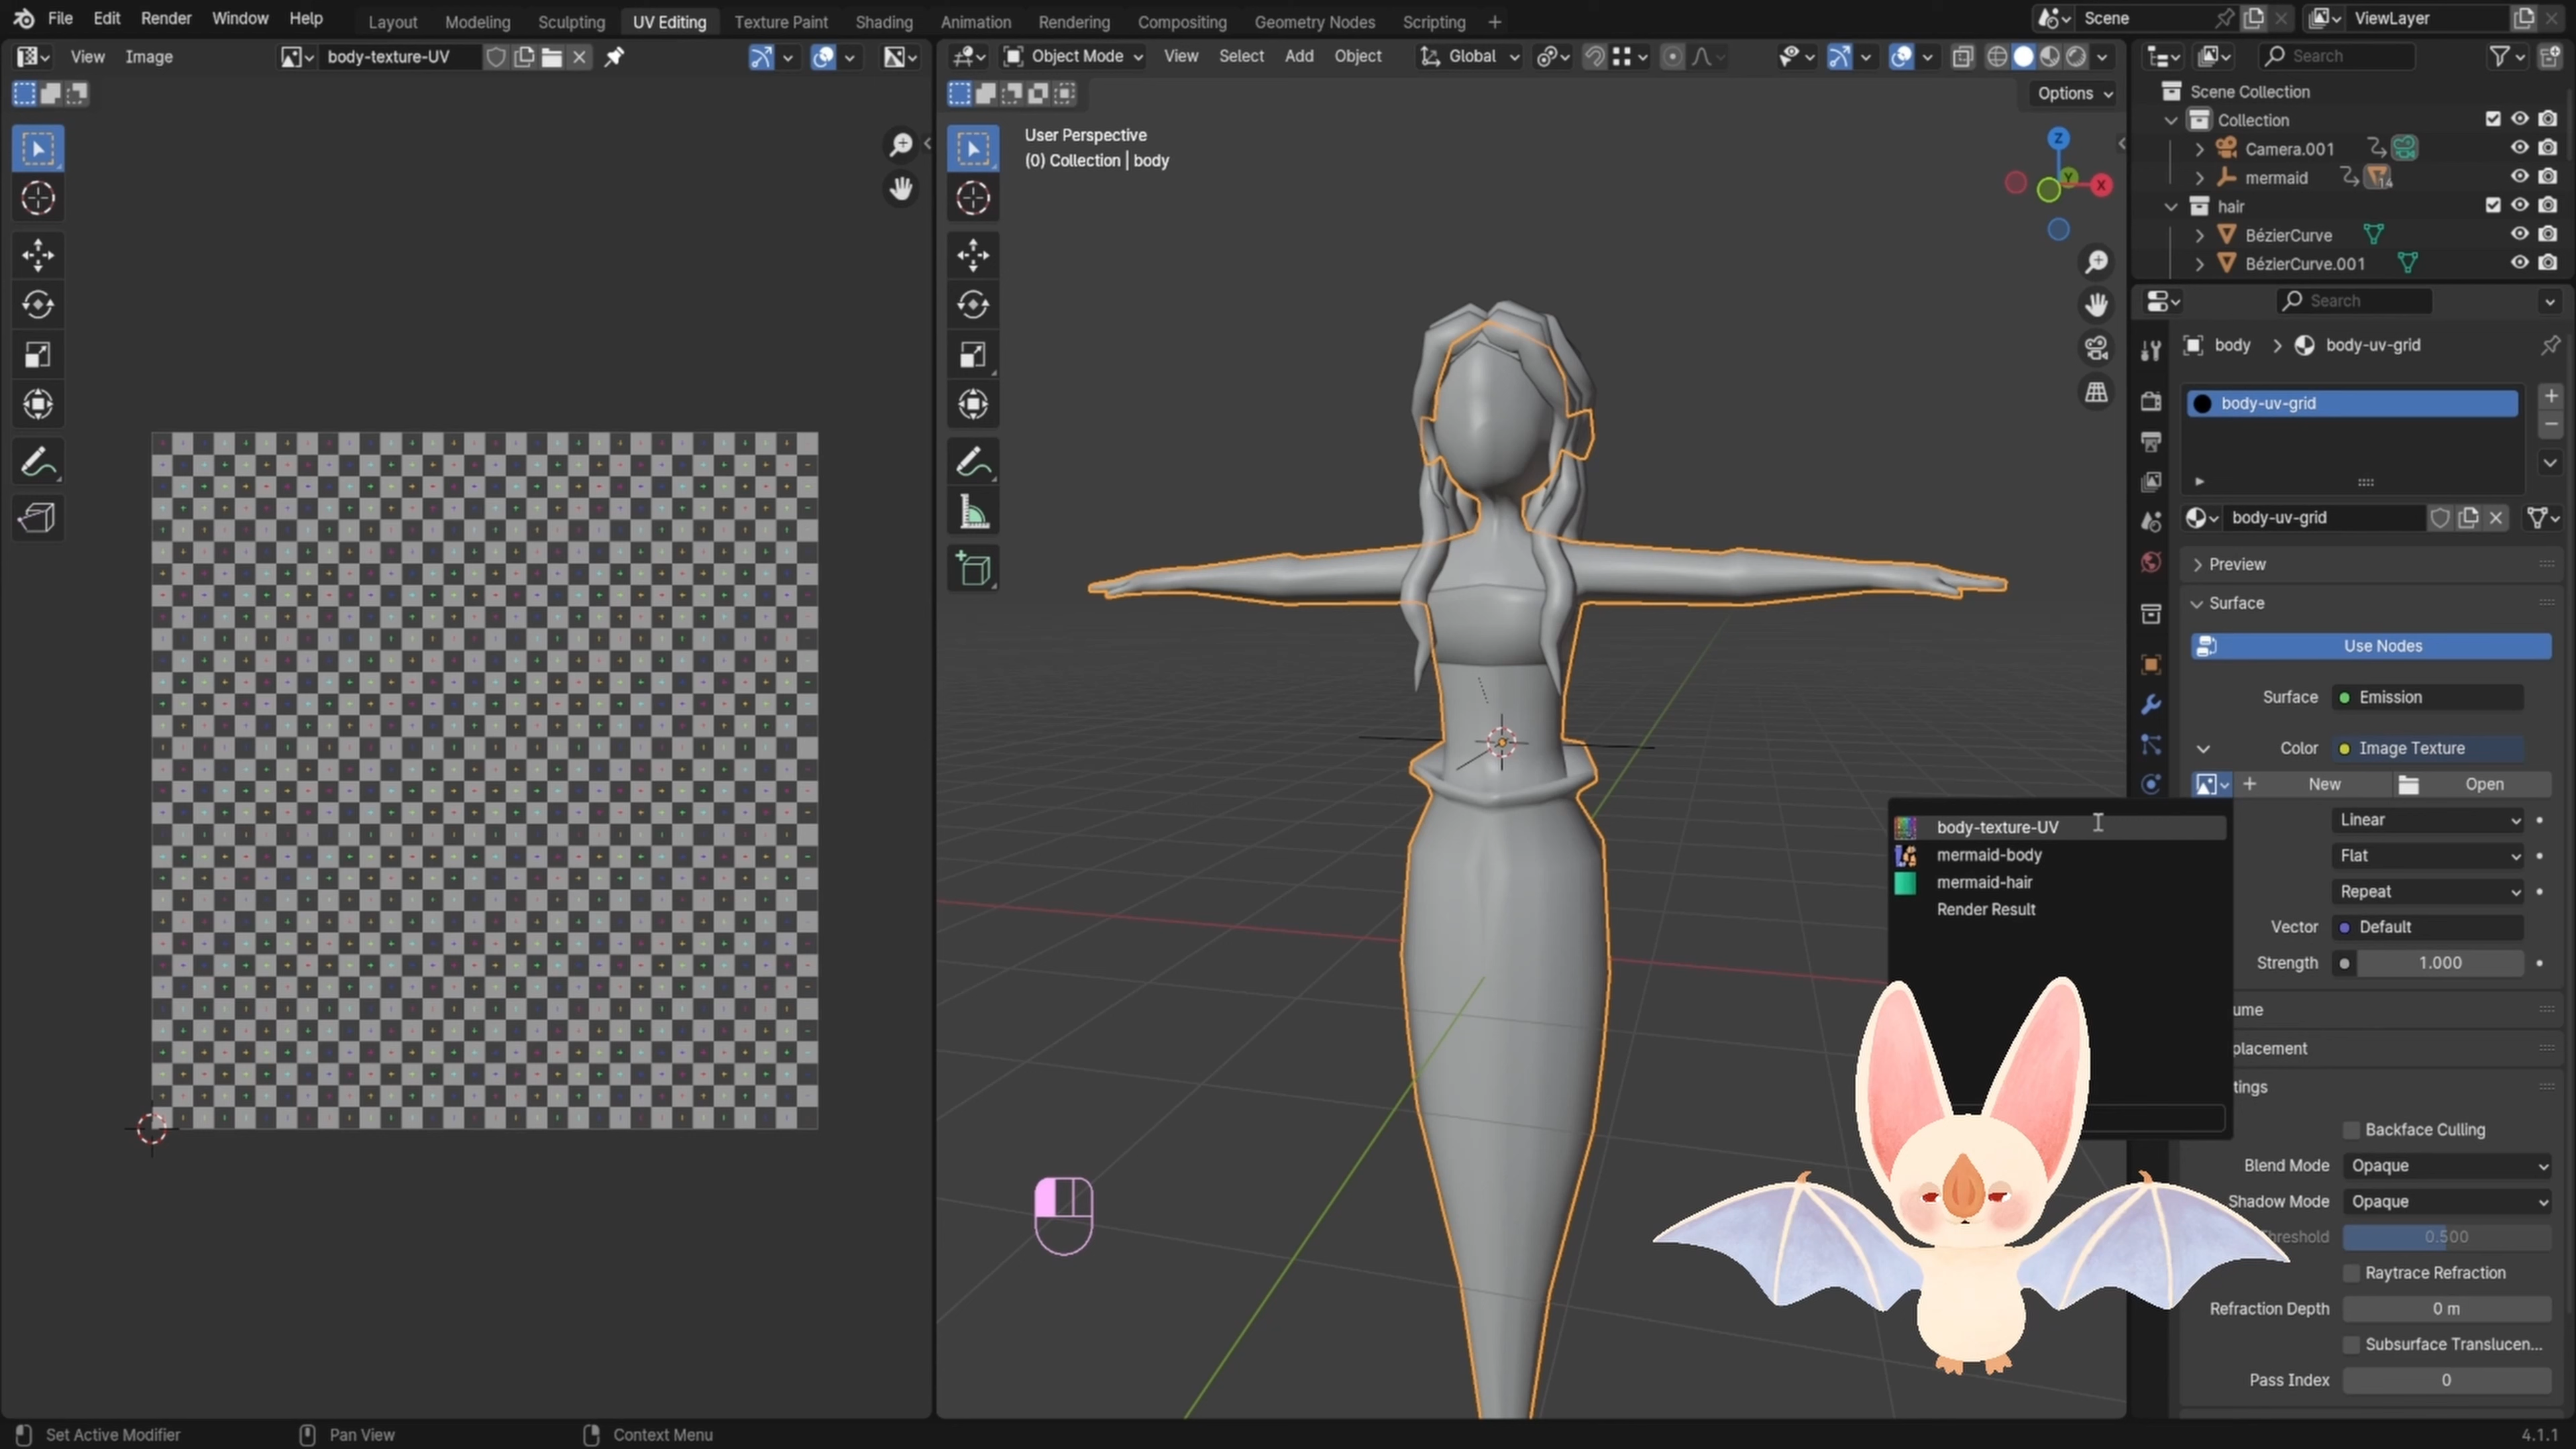 File Edit Render Window Help
Layout Modeling Sculpting UV Editing Texture Paint Shading Animation Rendering Compositing Geometry Nodes Scripting +
Scene
ViewLayer
View Image
body-texture-UV
Object Mode View Select Add Object
Global
Search
Options
User Perspective
(0) Collection | body
Z
Y
X
Scene Collection
Collection
Camera.001
mermaid
14
hair
BézierCurve
BézierCurve.001
Search
body > body-uv-grid
body-uv-grid
body-uv-grid
Preview
Surface
Use Nodes
Surface Emission
Color Image Texture
New Open
body-texture-UV
mermaid-body
mermaid-hair
Render Result
Linear
Flat
Repeat
Vector Default
Strength 1.000
ume
placement
tings
Backface Culling
Blend Mode Opaque
Shadow Mode Opaque
hreshold 0.500
Raytrace Refraction
Refraction Depth 0 m
Subsurface Translucen...
Pass Index 0
Set Active Modifier
Pan View
Context Menu
4.1.1